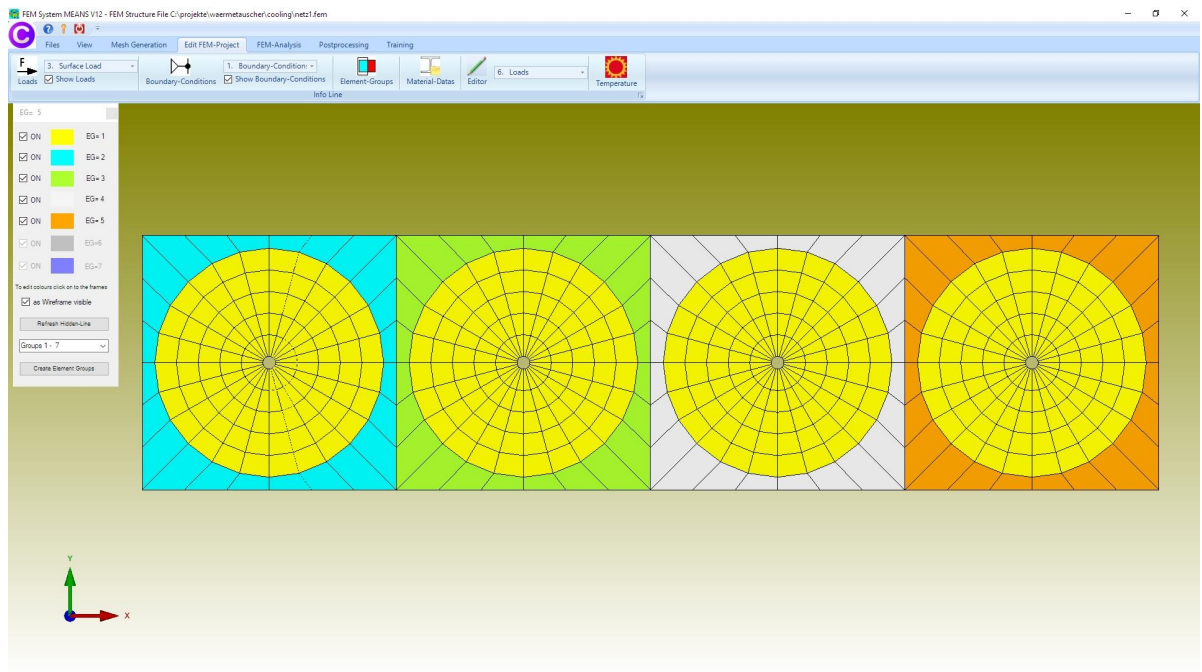 FEM System MEANS V12 - FEM Structure File C:\projekte\waermetauscher\cooling\netz1.fem
Files View Mesh Generation Edit FEM-Project FEM-Analysis Postprocessing Training
F 3. Surface Load 1. Boundary-Condition: 6. Loads
Loads Show Loads Boundary-Conditions Show Boundary-Conditions Element-Groups Material-Datas Editor Temperature
Info Line
EG= 5
ON EG= 1
ON EG= 2
ON EG= 3
ON EG= 4
ON EG= 5
ON EG=6
ON EG=7
To edit colours click on to the frames
as Wireframe visible
Refresh Hidden-Line
Groups 1 - 7
Create Element Groups
Y
X